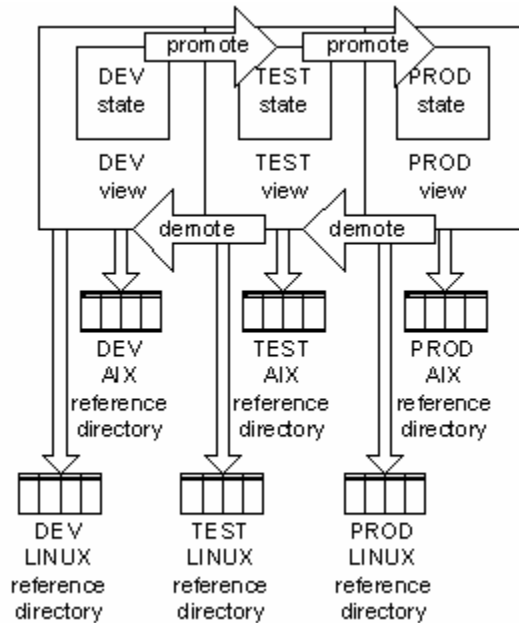 promote
promote
DEV
state
TEST
state
PROD
state
DEV
view
TEST
view
PROD
view
demote
demote
DEV
AIX
reference
directory
TEST
AIX
reference
directory
PROD
AIX
reference
directory
DEV
LINUX
reference
directory
TEST
LINUX
reference
directory
PROD
LINUX
reference
directory